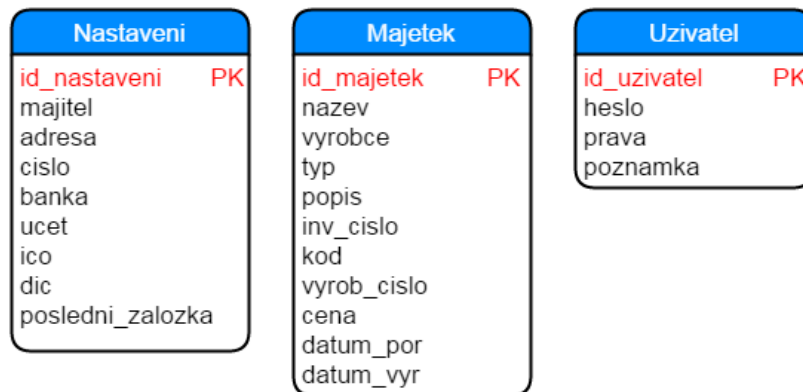 Nastaveni
id_nastaveni PK
majitel
adresa
cislo
banka
ucet
ico
dic
posledni_zalozka
Majetek
id_majetek PK
nazev
vyrobce
typ
popis
inv_cislo
kod
vyrob_cislo
cena
datum_por
datum_vyr
Uzivatel
id_uzivatel PK
heslo
prava
poznamka